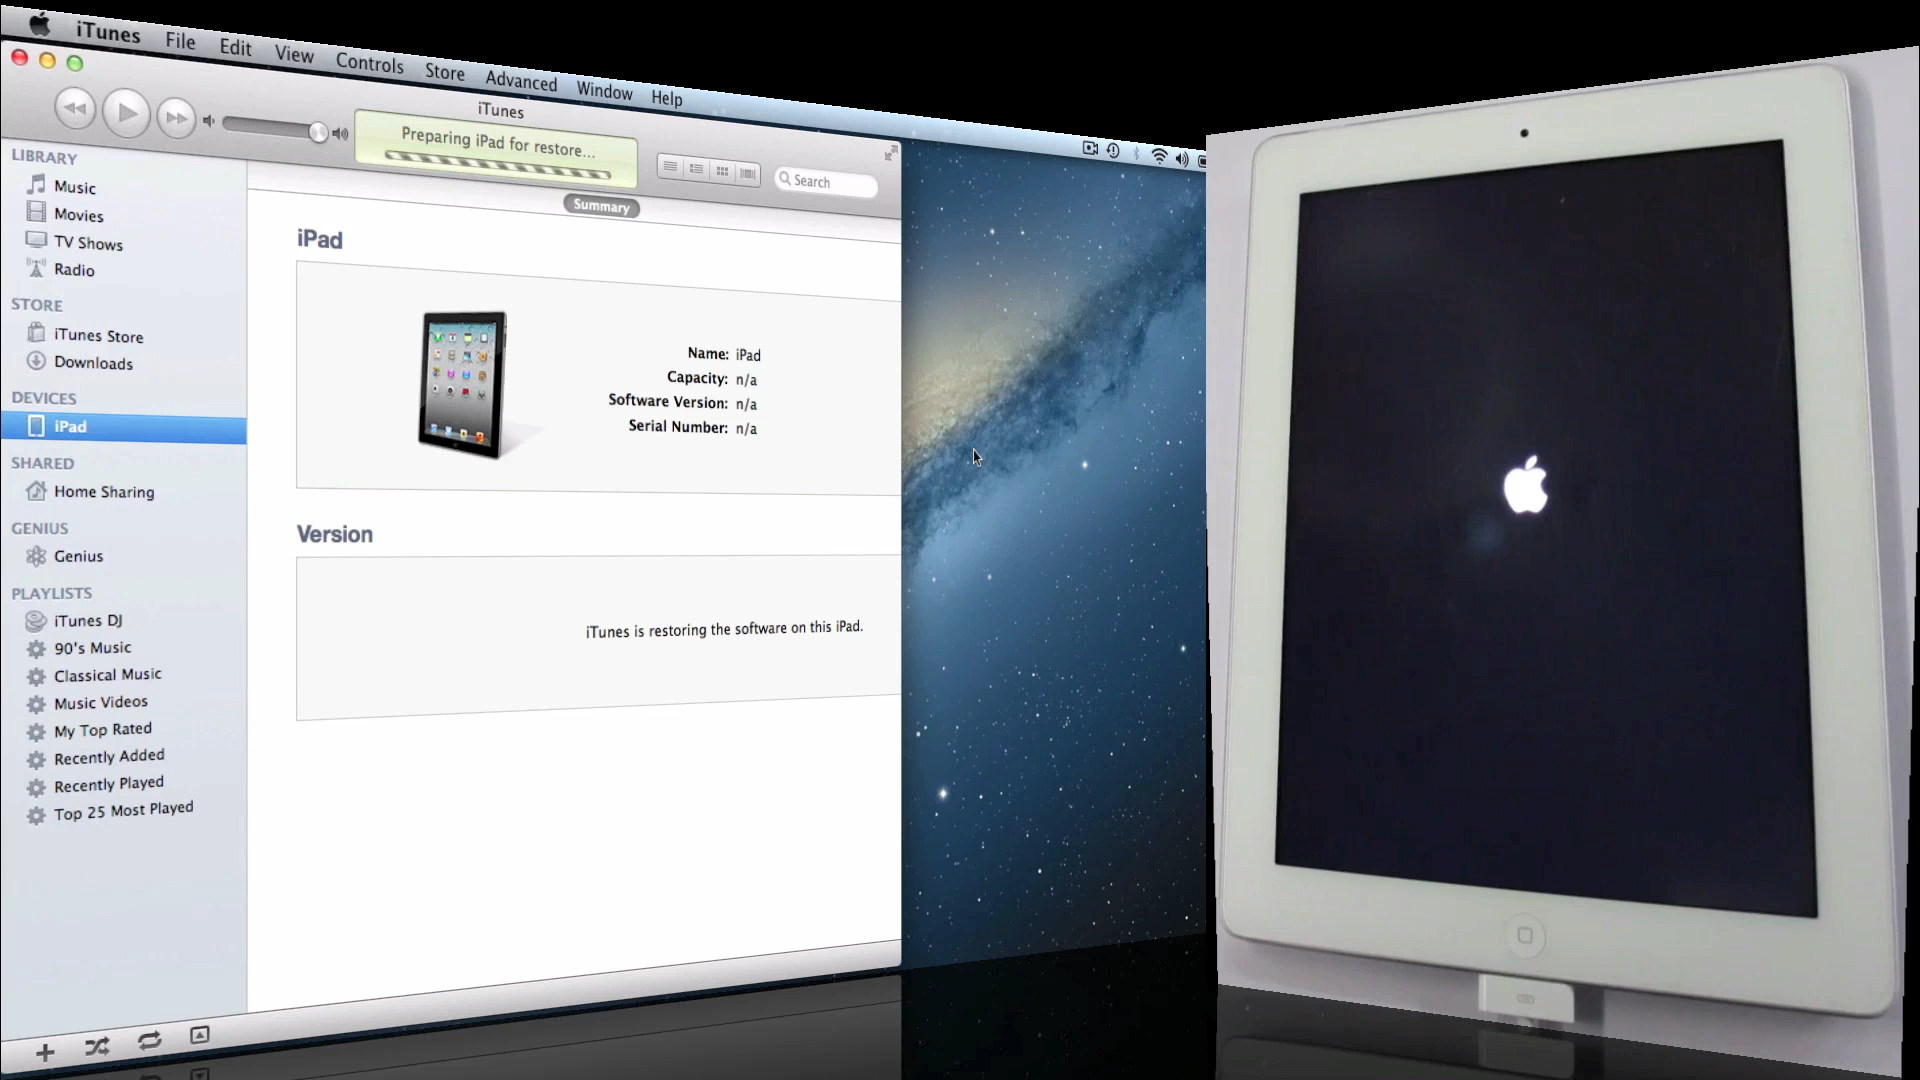 iTunes File Edit View Controls Store Advanced Window Help
iTunes
Preparing iPad for restore...
Search
Summary
LIBRARY
Music
Movies
TV Shows
Radio
STORE
iTunes Store
Downloads
DEVICES
iPad
SHARED
Home Sharing
GENIUS
Genius
PLAYLISTS
iTunes DJ
90's Music
Classical Music
Music Videos
My Top Rated
Recently Added
Recently Played
Top 25 Most Played
iPad
Name: iPad
Capacity: n/a
Software Version: n/a
Serial Number: n/a
Version
iTunes is restoring the software on this iPad.